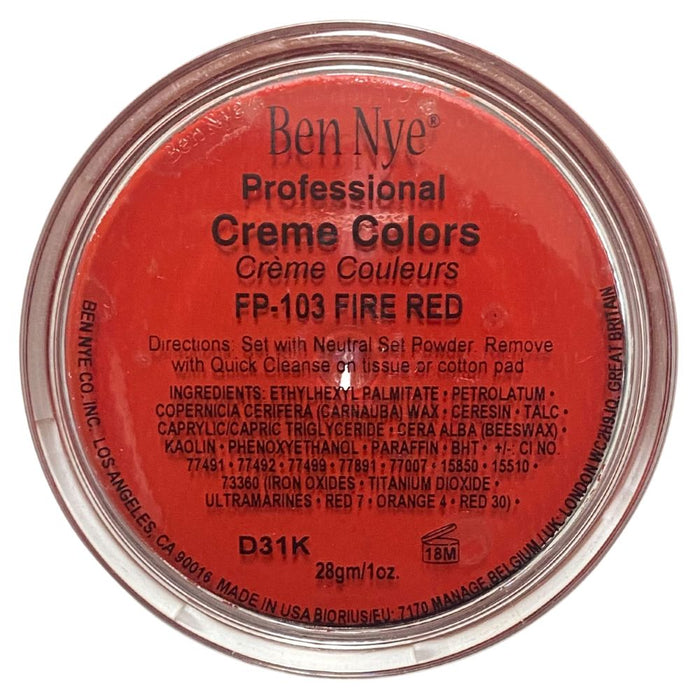 Ben Nye
Ben Nye®
Professional
Creme Colors
Crème Couleurs
FP-103 FIRE RED
Directions: Set with Neutral Set Powder. Remove
with Quick Cleanse on tissue or cotton pad
INGREDIENTS: ETHYLHEXYL PALMITATE • PETROLATUM •
COPERNICIA CERIFERA (CARNAUBA) WAX • CERESIN • TALC •
CAPRYLIC/CAPRIC TRIGLYCERIDE • CERA ALBA (BEESWAX) •
KAOLIN • PHENOXYETHANOL • PARAFFIN • BHT • +/-: CI NO.
77491 • 77492 • 77499 • 77891 • 77007 • 15850 • 15510 •
73360 (IRON OXIDES • TITANIUM DIOXIDE •
ULTRAMARINES • RED 7 • ORANGE 4 • RED 30) •
D31K
18M
28gm/1oz.
BEN NYE CO. INC. LOS ANGELES, CA 90016 MADE IN USA BIORIUS/EU: 7170 MANAGE BELGIUM / UK: LONDON W/C2H9JQ, GREAT BRITAIN